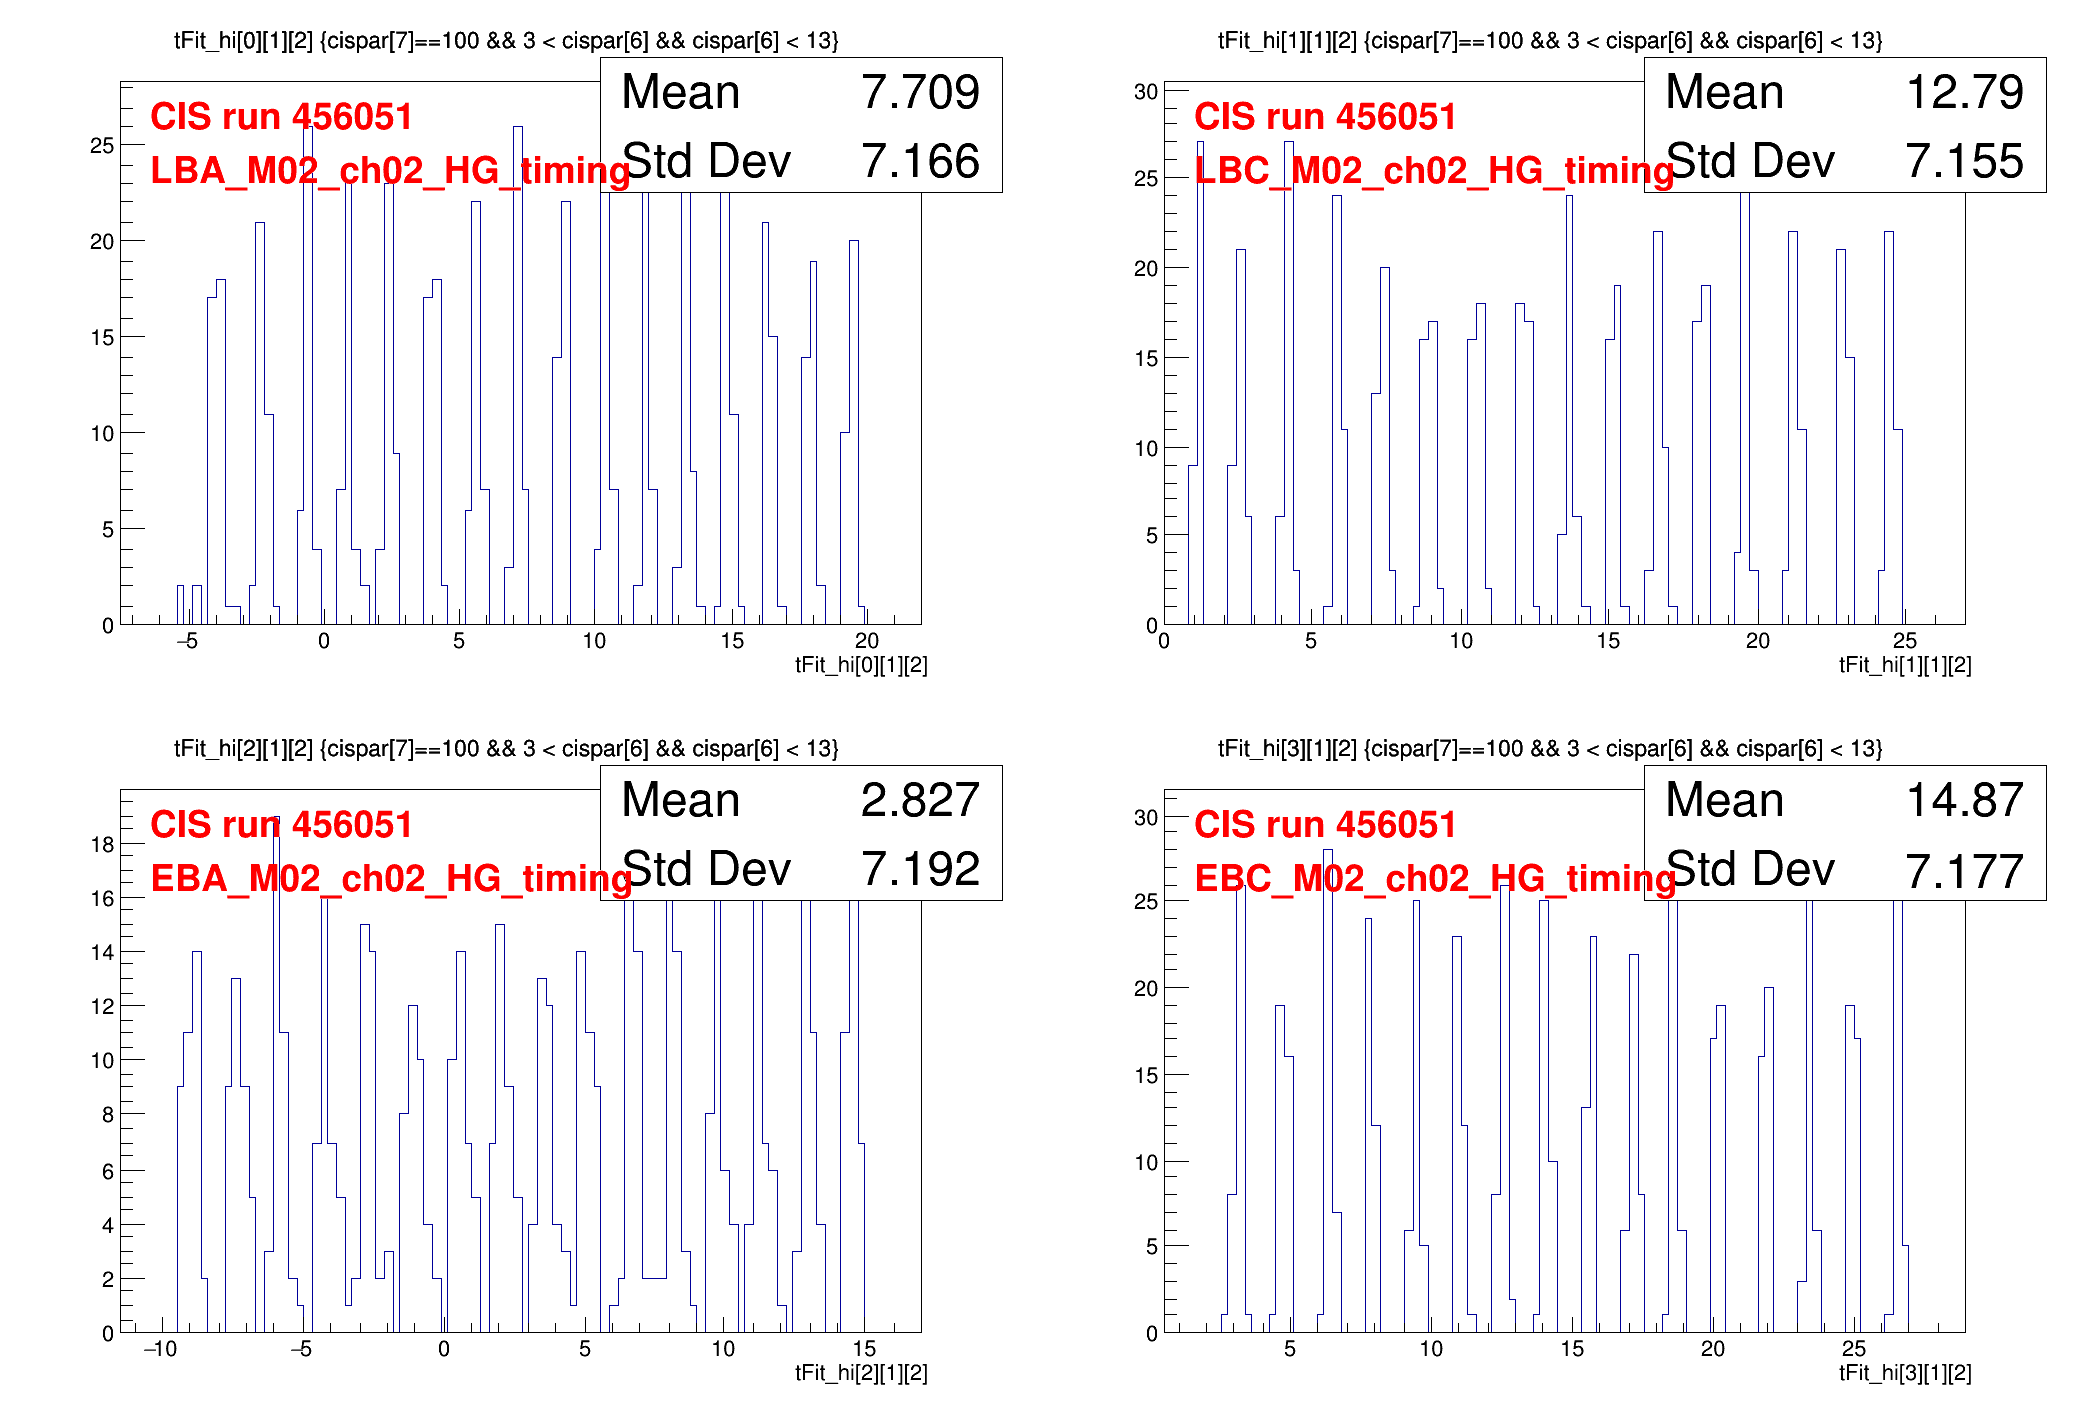 tFit_hi[0][1][2] {cispar[7]==100 && 3 < cispar[6] && cispar[6] < 13}
CIS run 456051
LBA_M02_ch02_HG_timing
Mean 7.709
Std Dev 7.166
25
20
15
10
5
0
−5 0 5 10 15 20
tFit_hi[0][1][2]
tFit_hi[1][1][2] {cispar[7]==100 && 3 < cispar[6] && cispar[6] < 13}
CIS run 456051
LBC_M02_ch02_HG_timing
Mean 12.79
Std Dev 7.155
30
25
20
15
10
5
0
0 5 10 15 20 25
tFit_hi[1][1][2]
tFit_hi[2][1][2] {cispar[7]==100 && 3 < cispar[6] && cispar[6] < 13}
CIS run 456051
EBA_M02_ch02_HG_timing
Mean 2.827
Std Dev 7.192
18
16
14
12
10
8
6
4
2
0
−10 −5 0 5 10 15
tFit_hi[2][1][2]
tFit_hi[3][1][2] {cispar[7]==100 && 3 < cispar[6] && cispar[6] < 13}
CIS run 456051
EBC_M02_ch02_HG_timing
Mean 14.87
Std Dev 7.177
30
25
20
15
10
5
0
5 10 15 20 25
tFit_hi[3][1][2]